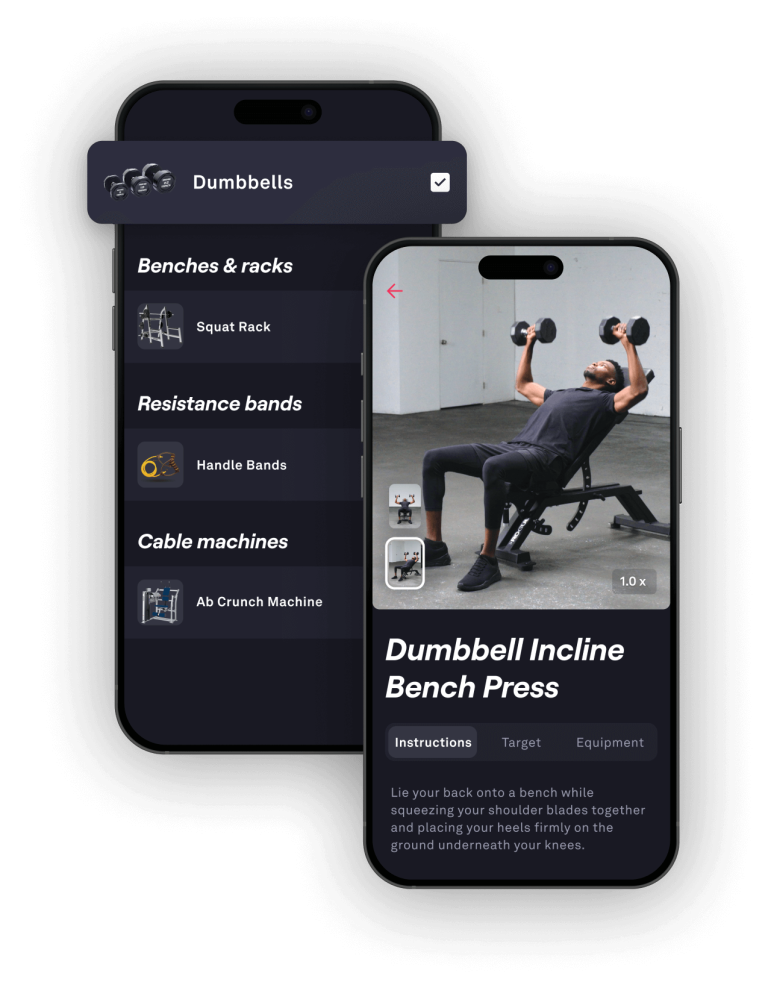 Dumbbells
Benches & racks
Squat Rack
Resistance bands
Handle Bands
Cable machines
Ab Crunch Machine
1.0 x
Dumbbell Incline
Bench Press
Instructions
Target
Equipment
Lie your back onto a bench while
squeezing your shoulder blades together
and placing your heels firmly on the
ground underneath your knees.